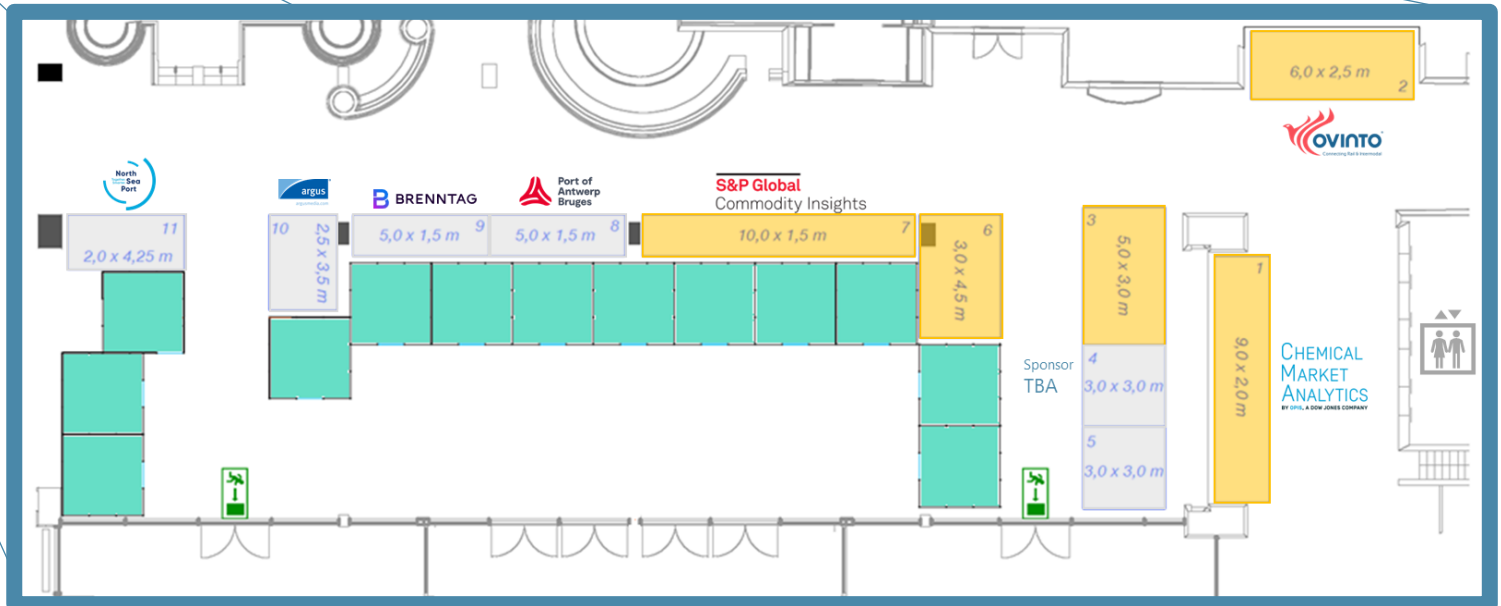 6,0 x 2,5 m
2
OVINTO
Connecting Rail & Intermodal
North
Sea
Port
argus
BRENNTAG
Port of
Antwerp
Bruges
S&P Global
Commodity Insights
11
2,0 x 4,25 m
10
2,5 x 3,5 m
9
5,0 x 1,5 m
8
5,0 x 1,5 m
7
10,0 x 1,5 m
6
3,0 x 4,5 m
3
5,0 x 3,0 m
1
9,0 x 2,0 m
Sponsor
TBA
4
3,0 x 3,0 m
5
3,0 x 3,0 m
CHEMICAL
MARKET
ANALYTICS
BY OPIS, A DOW JONES COMPANY